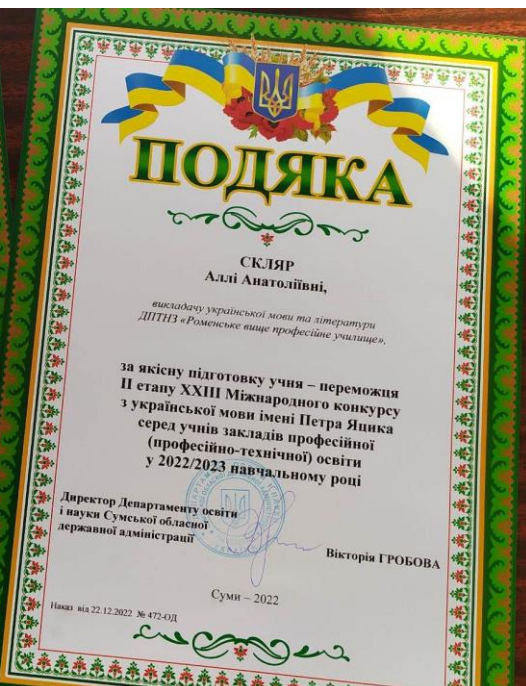 ПОДЯКА
СКЛЯР
Аллі Анатоліївні,
викладачу української мови та літератури
ДПТНЗ «Роменське вище професійне училище»,
за якісну підготовку учня – переможця
ІІ етапу ХХІІІ Міжнародного конкурсу
з української мови імені Петра Яцика
серед учнів закладів професійної
(професійно-технічної) освіти
у 2022/2023 навчальному році
Директор Департаменту освіти
і науки Сумської обласної
державної адміністрації
Вікторія ГРОБОВА
Суми – 2022
Наказ від 22.12.2022 № 472-ОД